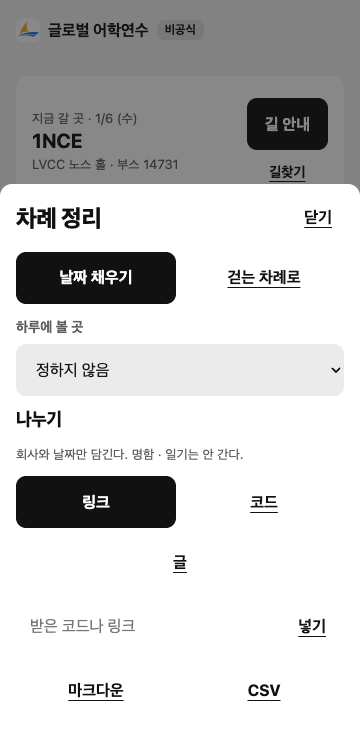 글로벌 어학연수 비공식
지금 갈 곳 · 1/6 (수)
1NCE
LVCC 노스 홀 · 부스 14731
길 안내
길찾기
차례 정리
닫기
날짜 채우기
걷는 차례로
하루에 볼 곳
정하지 않음
나누기
회사와 날짜만 담긴다. 명함 · 일기는 안 간다.
링크
코드
글
받은 코드나 링크
넣기
마크다운
CSV